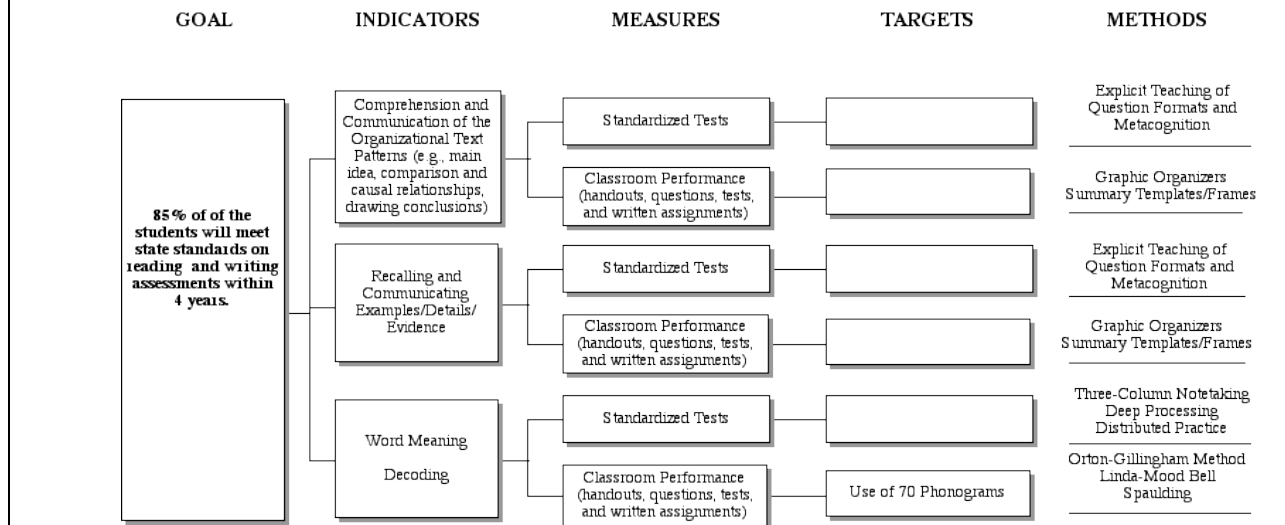 GOAL
INDICATORS
MEASURES
TARGETS
METHODS
85% of of the
students will meet
state standards on
reading and writing
assessments within
4 years.
Comprehension and
Communication of the
Organizational Text
Patterns (e.g., main
idea, comparison and
causal relationships,
drawing conclusions)
Standardized Tests
Explicit Teaching of
Question Formats and
Metacognition
Classroom Performance
(handouts, questions, tests,
and written assignments)
Graphic Organizers
Summary Templates/Frames
Recalling and
Communicating
Examples/Details/
Evidence
Standardized Tests
Explicit Teaching of
Question Formats and
Metacognition
Classroom Performance
(handouts, questions, tests,
and written assignments)
Graphic Organizers
Summary Templates/Frames
Word Meaning
Decoding
Standardized Tests
Three-Column Notetaking
Deep Processing
Distributed Practice
Classroom Performance
(handouts, questions, tests,
and written assignments)
Use of 70 Phonograms
Orton-Gillingham Method
Linda-Mood Bell
Spaulding